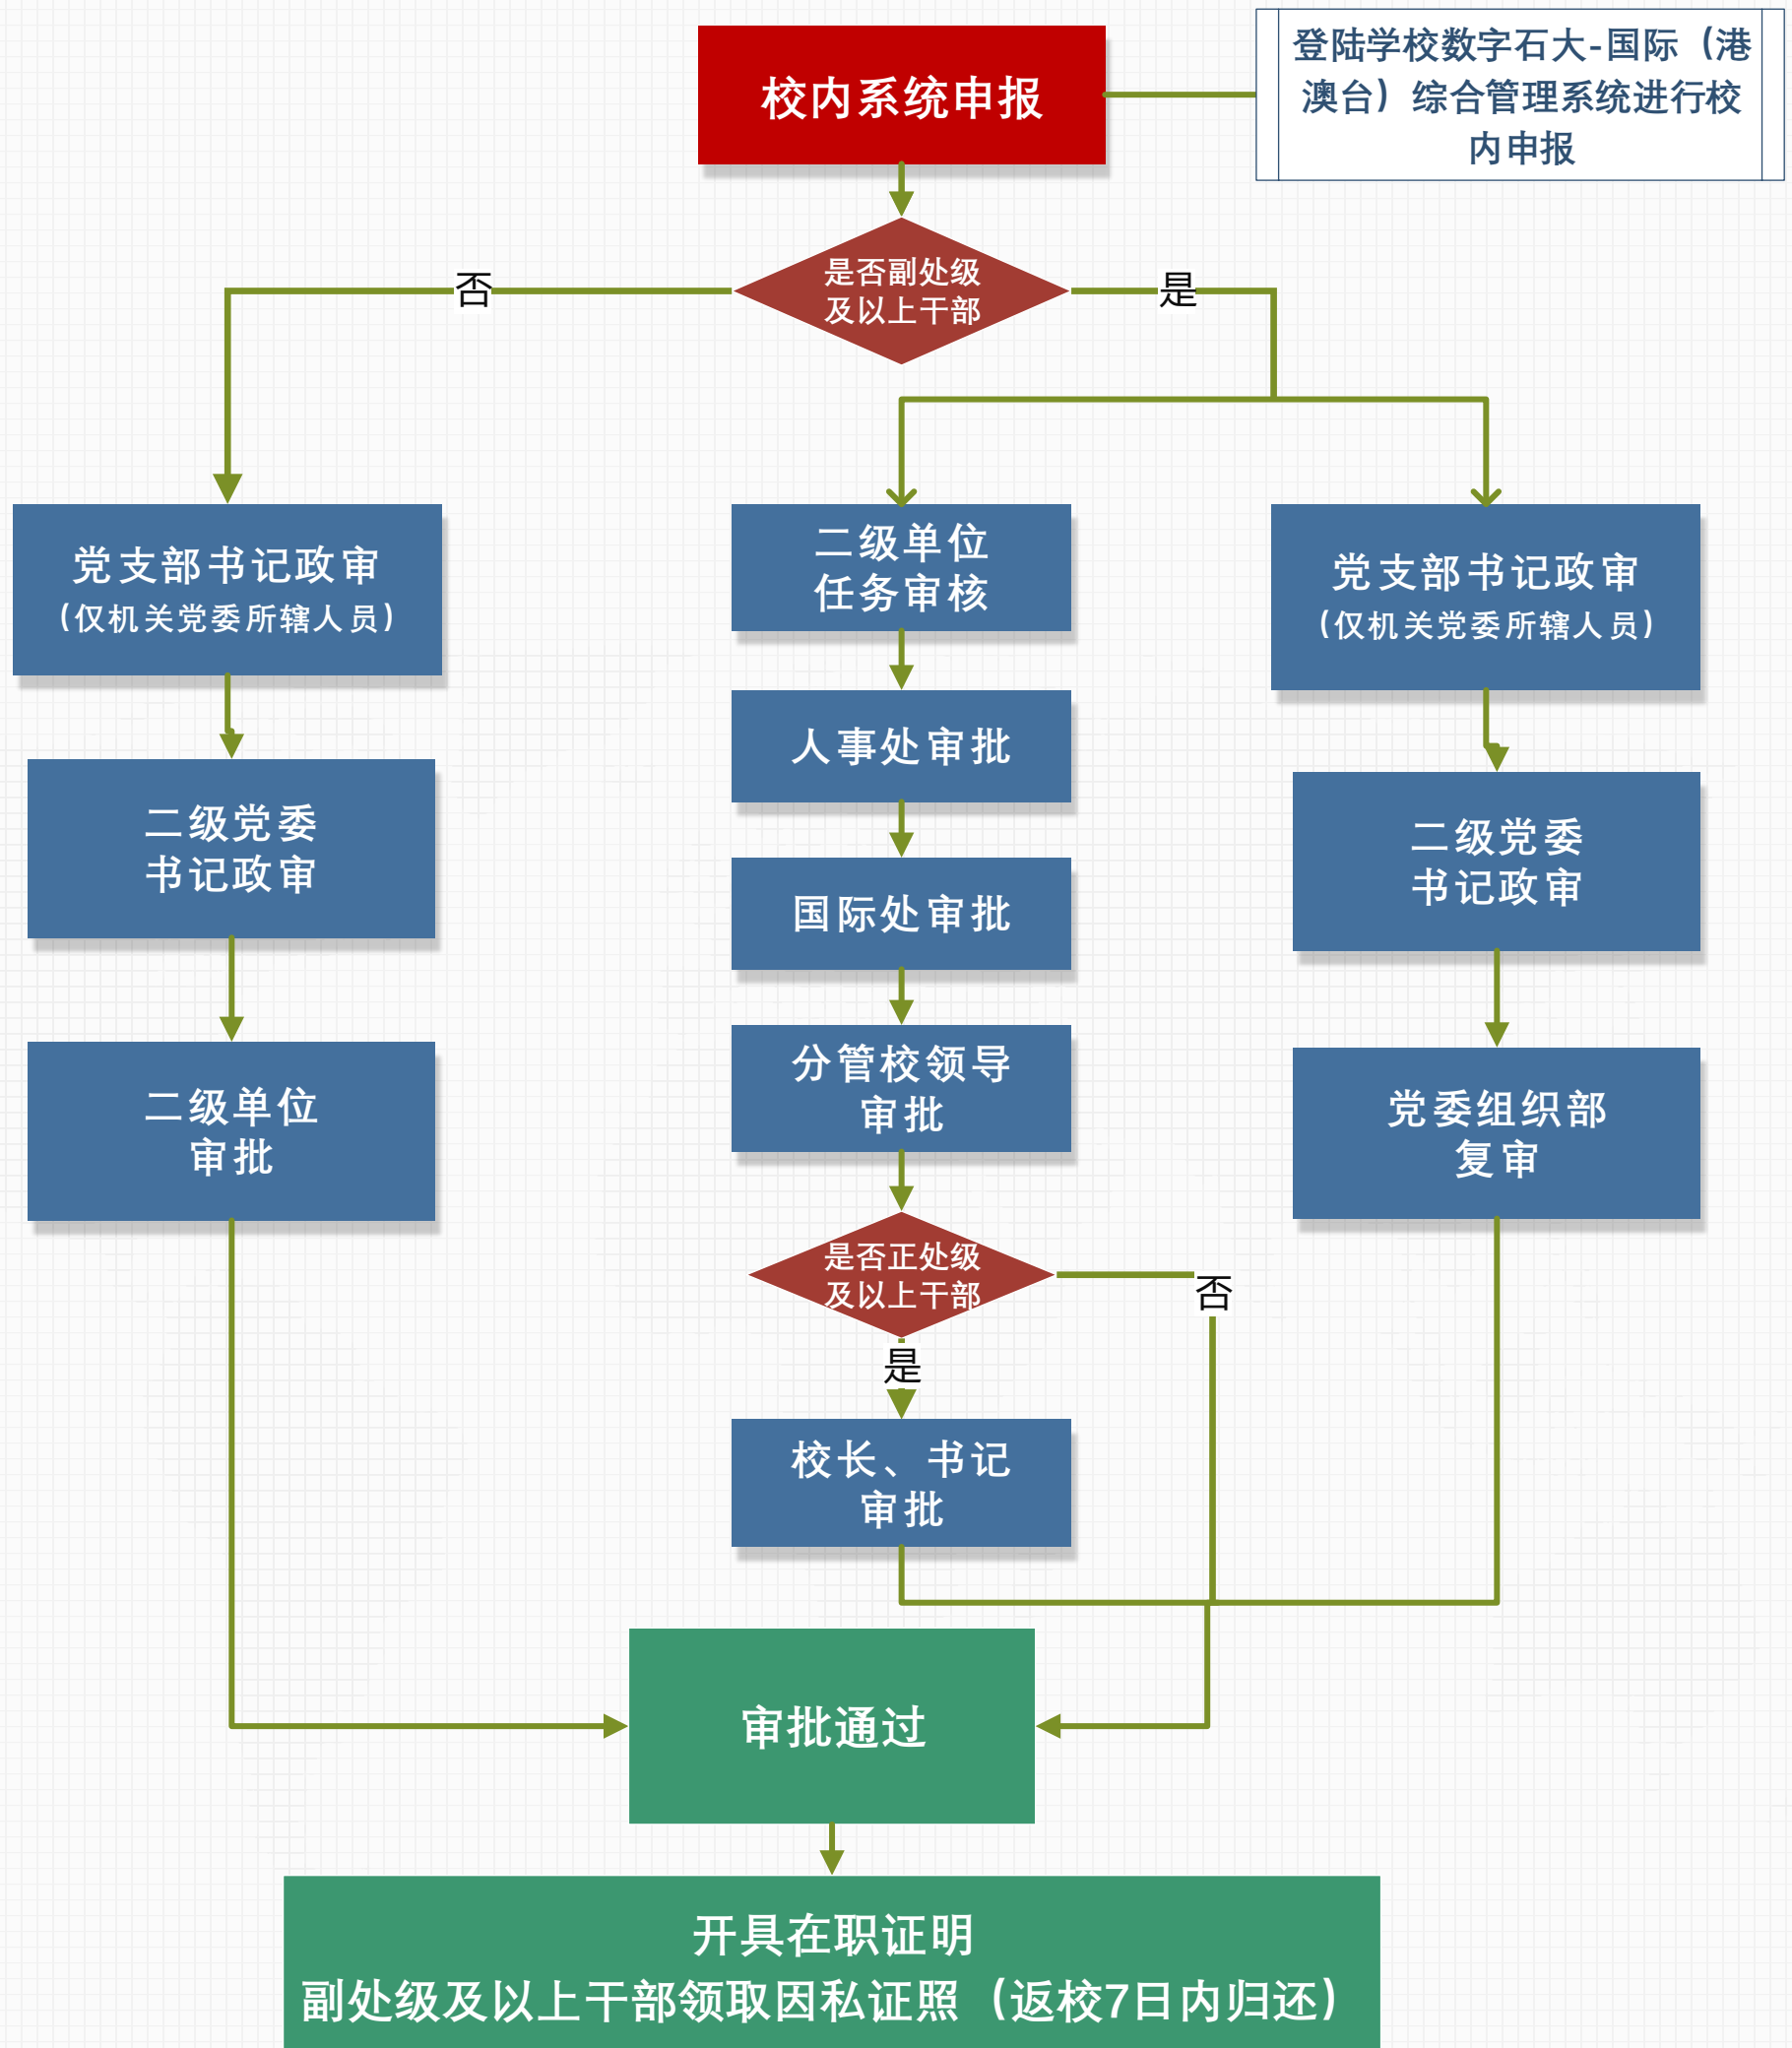 校内系统申报
登陆学校数字石大-国际（港
澳台）综合管理系统进行校
内申报
是否副处级
及以上干部
否
是
党支部书记政审
（仅机关党委所辖人员）
二级党委
书记政审
二级单位
审批
二级单位
任务审核
人事处审批
国际处审批
分管校领导
审批
是否正处级
及以上干部
否
是
校长、书记
审批
党支部书记政审
（仅机关党委所辖人员）
二级党委
书记政审
党委组织部
复审
审批通过
开具在职证明
副处级及以上干部领取因私证照（返校7日内归还）